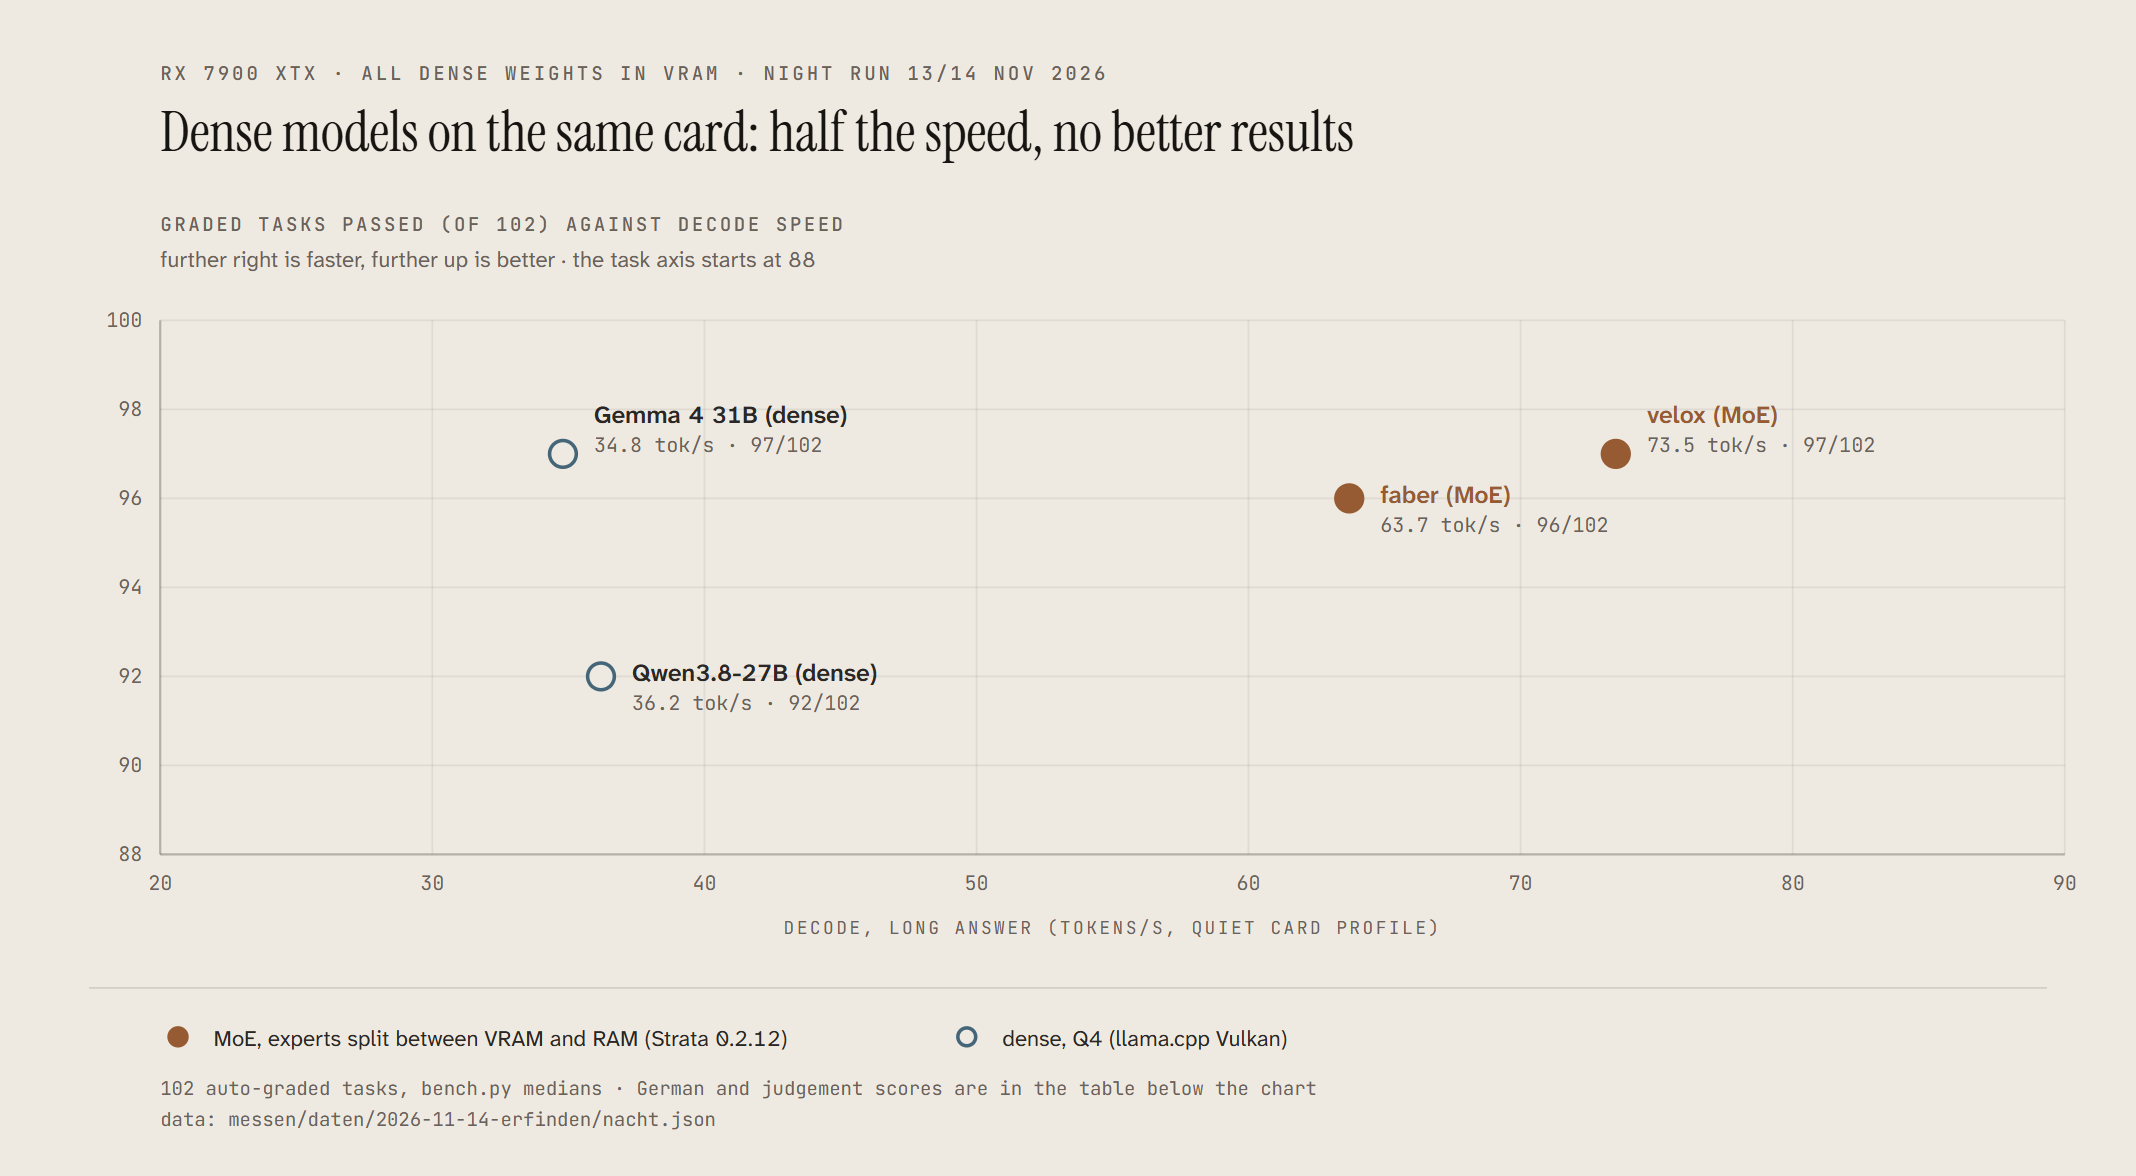 RX 7900 XTX · ALL DENSE WEIGHTS IN VRAM · NIGHT RUN 13/14 NOV 2026
Dense models on the same card: half the speed, no better results
GRADED TASKS PASSED (OF 102) AGAINST DECODE SPEED
further right is faster, further up is better · the task axis starts at 88
100
98
96
94
92
90
88
Gemma 4 31B (dense)
34.8 tok/s · 97/102
velox (MoE)
73.5 tok/s · 97/102
faber (MoE)
63.7 tok/s · 96/102
Qwen3.8-27B (dense)
36.2 tok/s · 92/102
20 30 40 50 60 70 80 90
DECODE, LONG ANSWER (TOKENS/S, QUIET CARD PROFILE)
MoE, experts split between VRAM and RAM (Strata 0.2.12)
dense, Q4 (llama.cpp Vulkan)
102 auto-graded tasks, bench.py medians · German and judgement scores are in the table below the chart
data: messen/daten/2026-11-14-erfinden/nacht.json